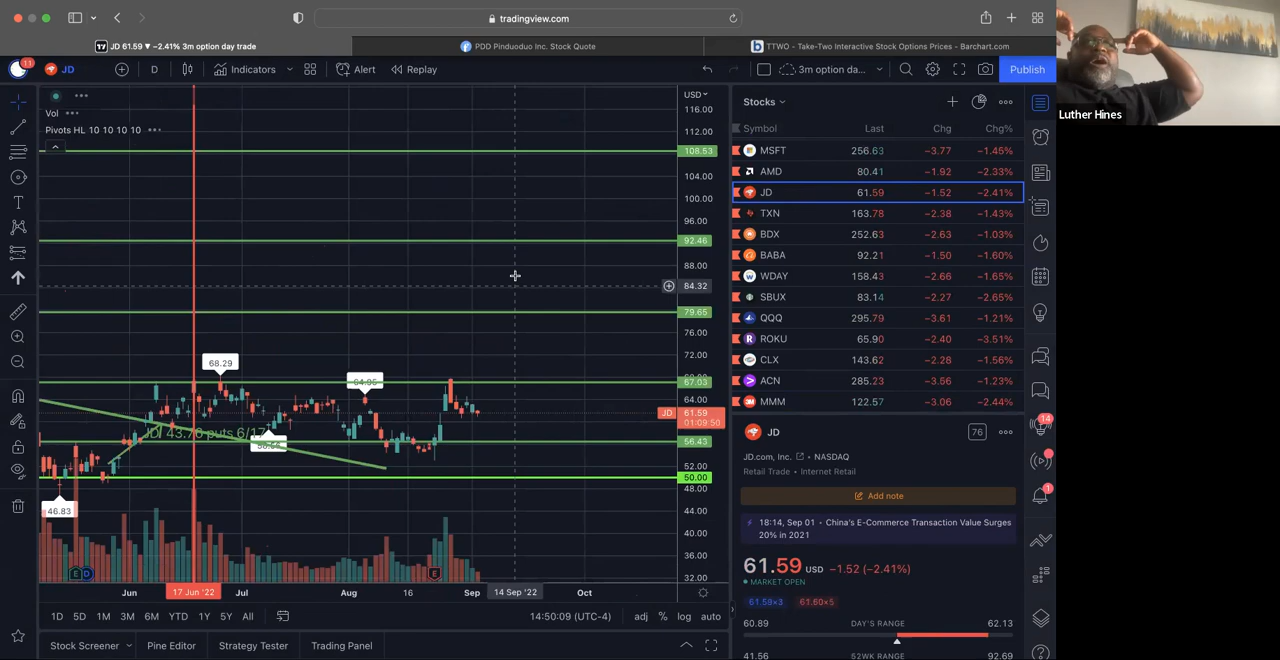 tradingview.com
JD 61.59 ▼ −2.41% 3m option day trade
PDD Pinduoduo Inc. Stock Quote
TTWO - Take-Two Interactive Stock Options Prices - Barchart.com
11
JD
D
Indicators
Alert
Replay
3m option da...
Publish
Luther Hines
Vol
Pivots HL 10 10 10 10
USD
116.00
112.00
108.53
104.00
100.00
96.00
92.46
88.00
84.32
79.65
76.00
72.00
67.03
64.00
JD 61.59
01:09:50
56.43
52.00
50.00
48.00
44.00
40.00
36.00
32.00
68.29
64.95
JD 43.70 puts 6/17
46.83
E
D
E
Jun
17 Jun '22
Jul
Aug
16
Sep
14 Sep '22
Oct
1D 5D 1M 3M 6M YTD 1Y 5Y All
14:50:09 (UTC-4)
adj % log auto
Stock Screener
Pine Editor
Strategy Tester
Trading Panel
Stocks
Symbol Last Chg Chg%
MSFT 256.63 −3.77 −1.45%
AMD 80.41 −1.92 −2.33%
JD 61.59 −1.52 −2.41%
TXN 163.78 −2.38 −1.43%
BDX 252.63 −2.63 −1.03%
BABA 92.21 −1.50 −1.60%
WDAY 158.43 −2.66 −1.65%
SBUX 83.14 −2.27 −2.65%
QQQ 295.79 −3.61 −1.21%
ROKU 65.90 −2.40 −3.51%
CLX 143.62 −2.28 −1.56%
ACN 285.23 −3.56 −1.23%
MMM 122.57 −3.06 −2.44%
JD
76
JD.com, Inc. • NASDAQ
Retail Trade • Internet Retail
Add note
18:14, Sep 01 • China's E-Commerce Transaction Value Surges
20% in 2021
61.59 USD −1.52 (−2.41%)
MARKET OPEN
61.59×3
61.60×5
60.89 DAY'S RANGE 62.13
41.56 52WK RANGE 92.69
14
1